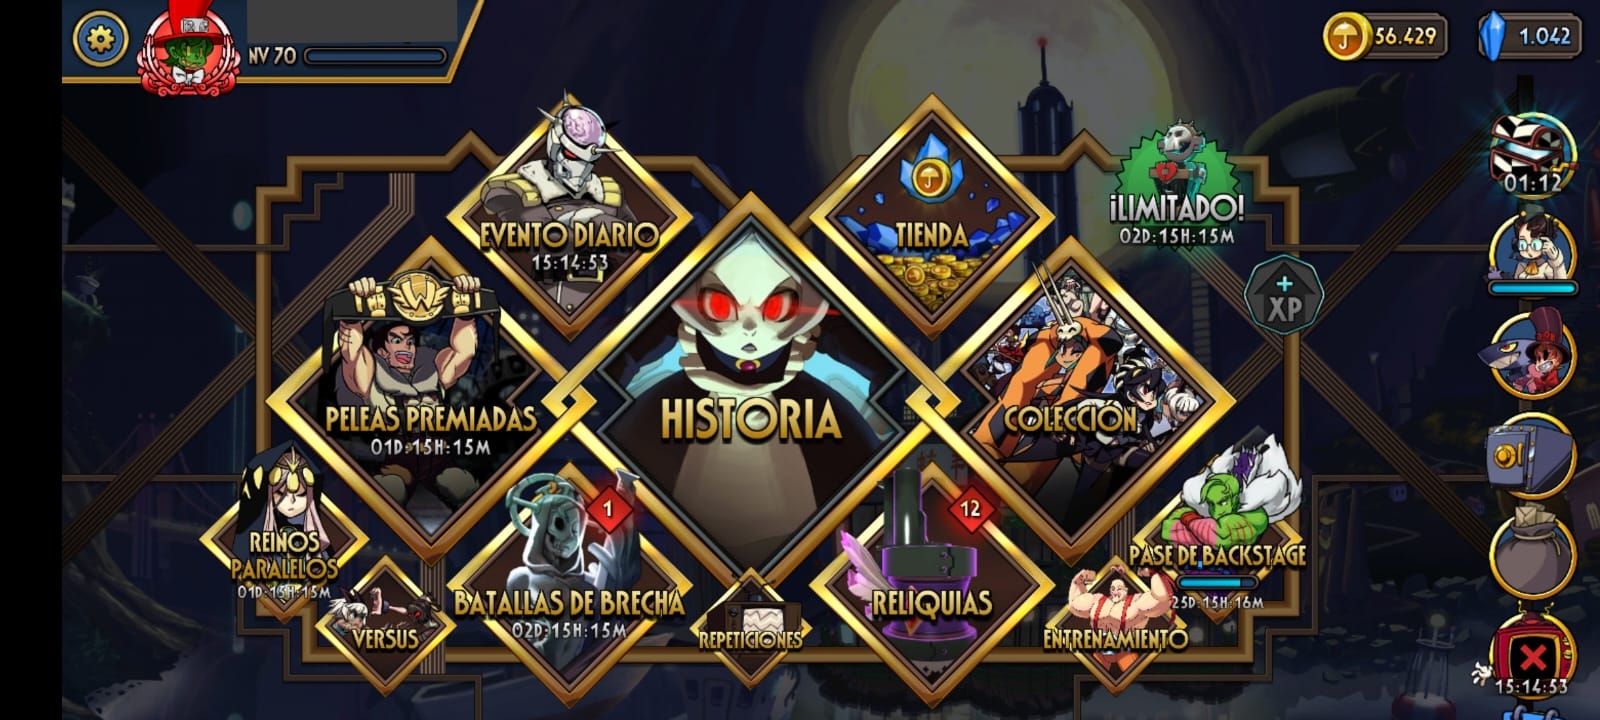 NV 70
56.429
1.042
EVENTO DIARIO
15:14:53
TIENDA
¡LIMITADO!
02D:15H:15M
01:12
+
XP
PELEAS PREMIADAS
01D:15H:15M
HISTORIA
COLECCIÓN
REINOS
PARALELOS
01D:15H:15M
1
BATALLAS DE BRECHA
02D:15H:15M
12
RELIQUIAS
PASE DE BACKSTAGE
25D:15H:16M
VERSUS
REPETICIONES
ENTRENAMIENTO
15:14:53